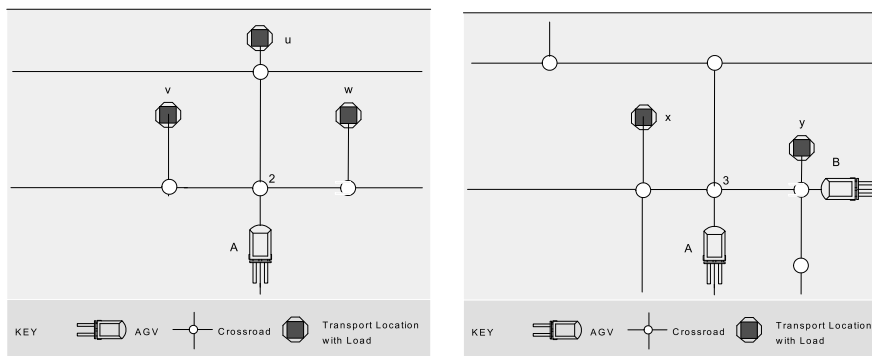 u
v
w
2
A
KEY AGV Crossroad Transport Location with Load
x
y
B
3
A
KEY AGV Crossroad Transport Location with Load